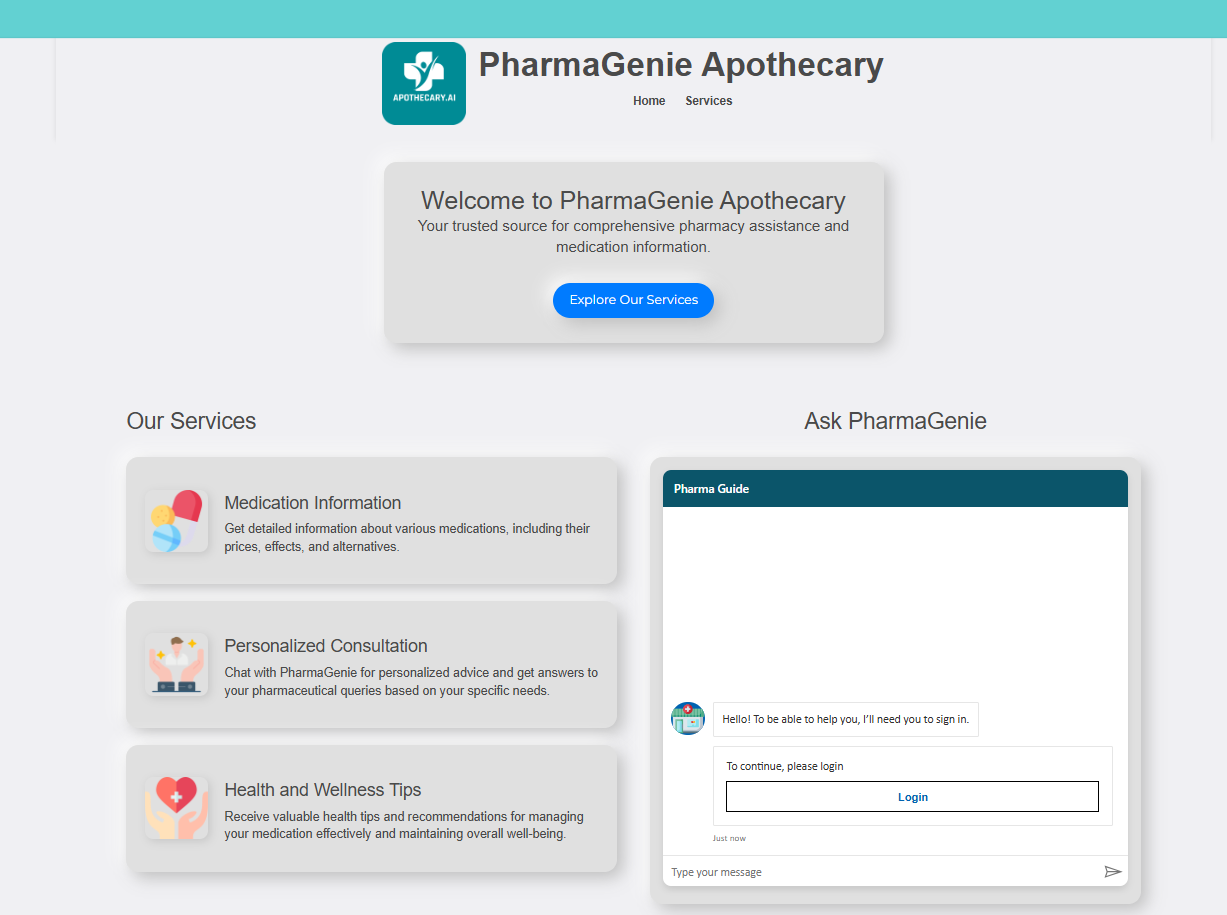 APOTHECARY.AI
PharmaGenie Apothecary
Home Services
Welcome to PharmaGenie Apothecary
Your trusted source for comprehensive pharmacy assistance and
medication information.
Explore Our Services
Our Services
Medication Information
Get detailed information about various medications, including their
prices, effects, and alternatives.
Personalized Consultation
Chat with PharmaGenie for personalized advice and get answers to
your pharmaceutical queries based on your specific needs.
Health and Wellness Tips
Receive valuable health tips and recommendations for managing
your medication effectively and maintaining overall well-being.
Ask PharmaGenie
Pharma Guide
Hello! To be able to help you, I’ll need you to sign in.
To continue, please login
Login
Just now
Type your message